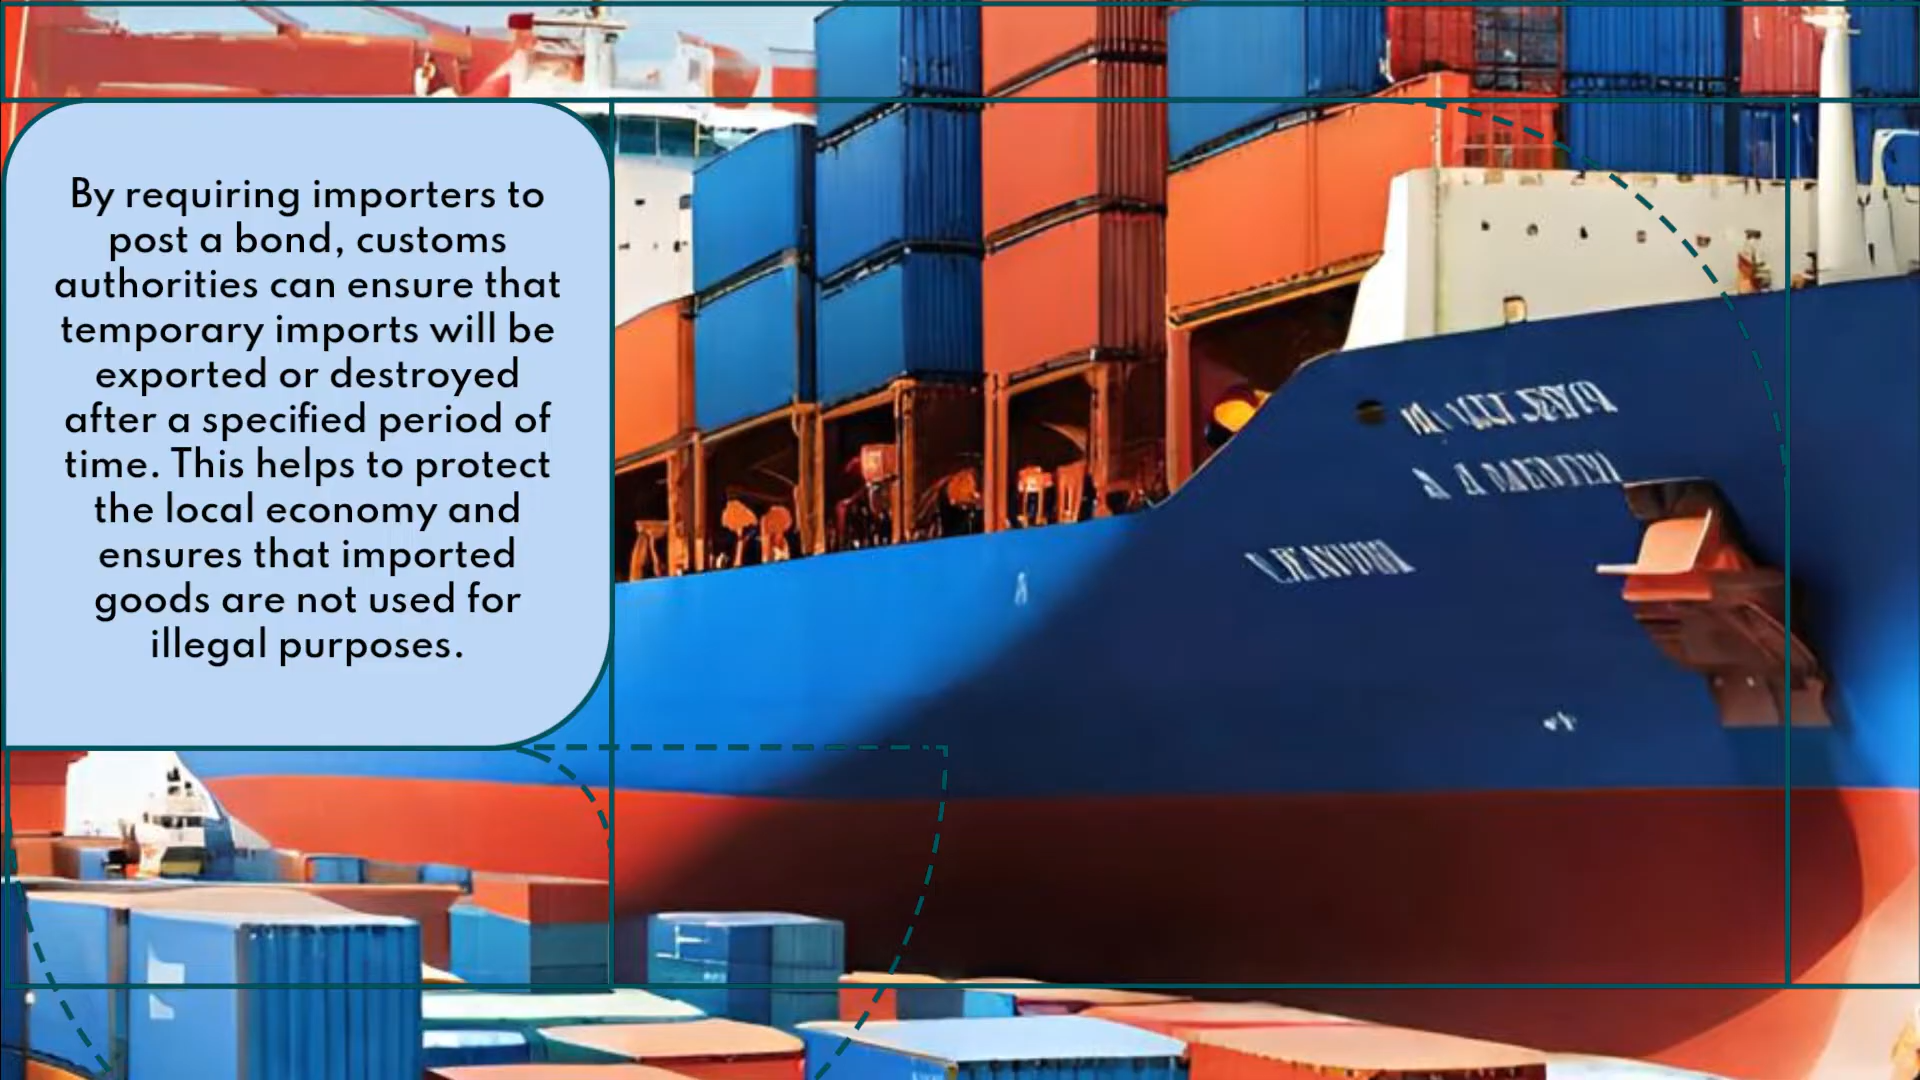 By requiring importers to
post a bond, customs
authorities can ensure that
temporary imports will be
exported or destroyed
after a specified period of
time. This helps to protect
the local economy and
ensures that imported
goods are not used for
illegal purposes.